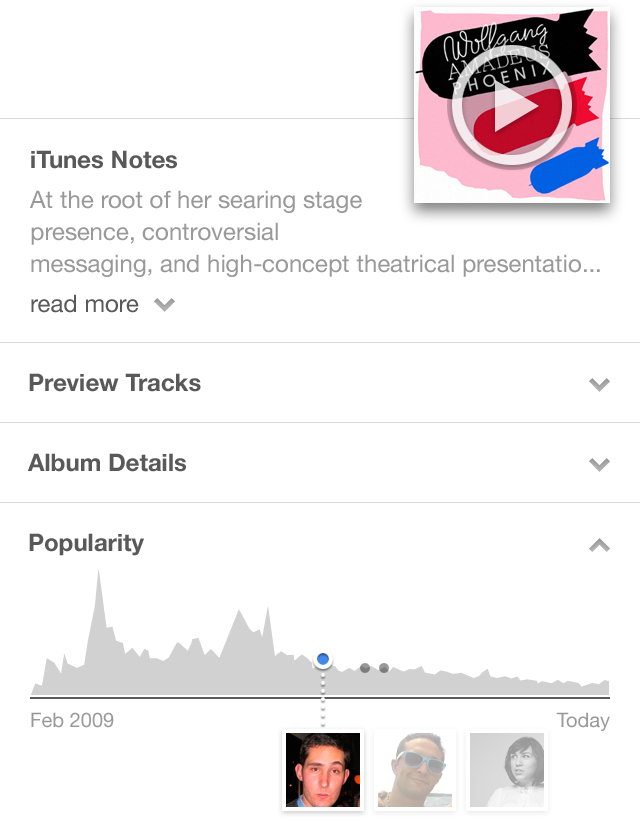 Wolfgang
AMADEUS
PHOENIX
iTunes Notes
At the root of her searing stage
presence, controversial
messaging, and high-concept theatrical presentatio...
read more
Preview Tracks
Album Details
Popularity
Feb 2009
Today